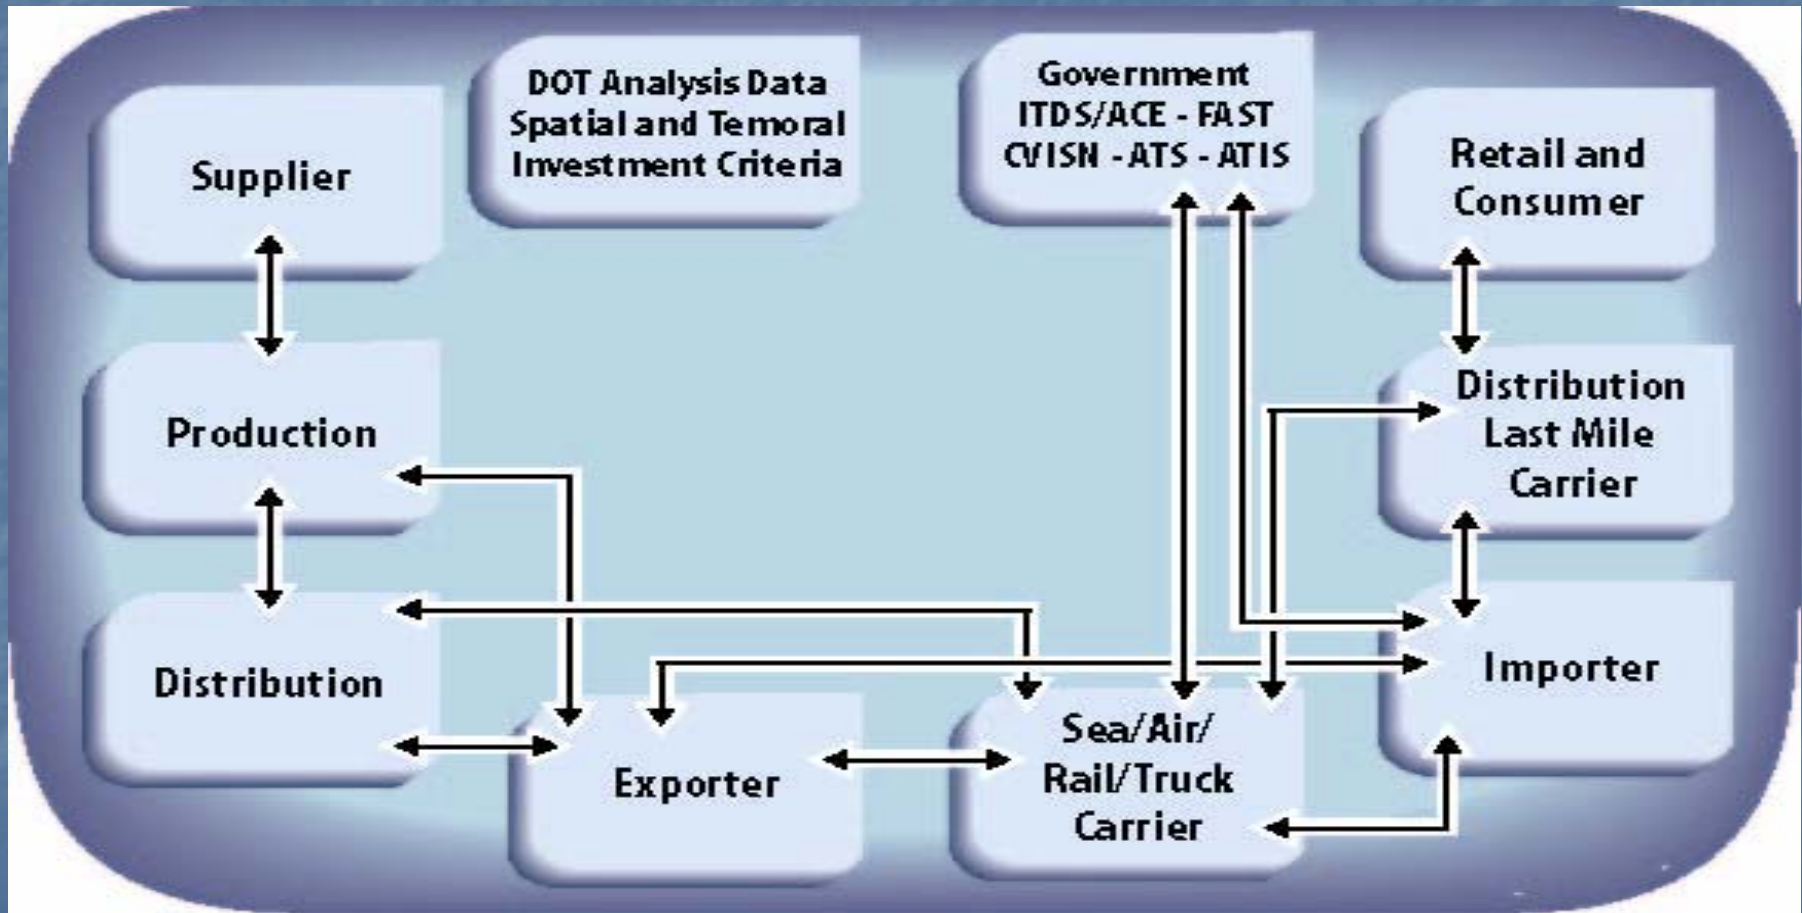 Supplier
DOT Analysis Data
Spatial and Temoral
Investment Criteria
Government
ITDS/ACE - FAST
CVISN - ATS - ATIS
Retail and
Consumer
Production
Distribution
Last Mile
Carrier
Distribution
Exporter
Sea/Air/
Rail/Truck
Carrier
Importer